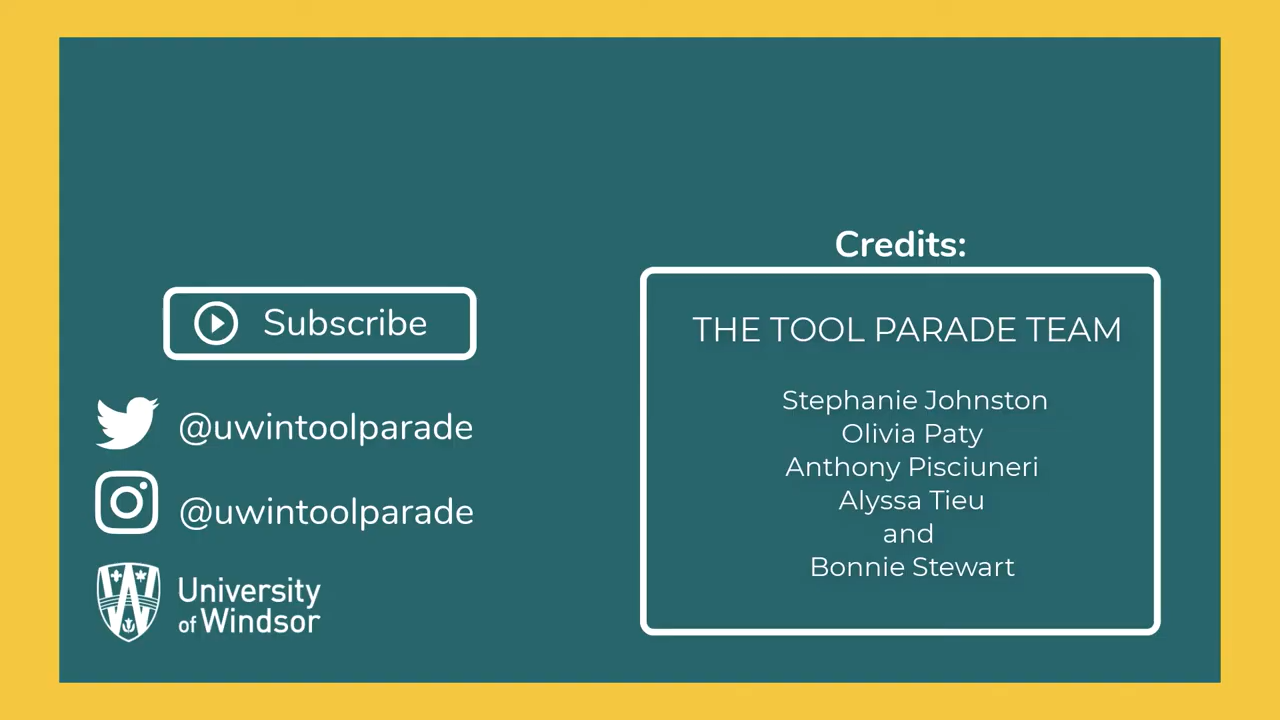 Subscribe
@uwintoolparade
@uwintoolparade
University
of Windsor
Credits:
THE TOOL PARADE TEAM
Stephanie Johnston
Olivia Paty
Anthony Pisciuneri
Alyssa Tieu
and
Bonnie Stewart